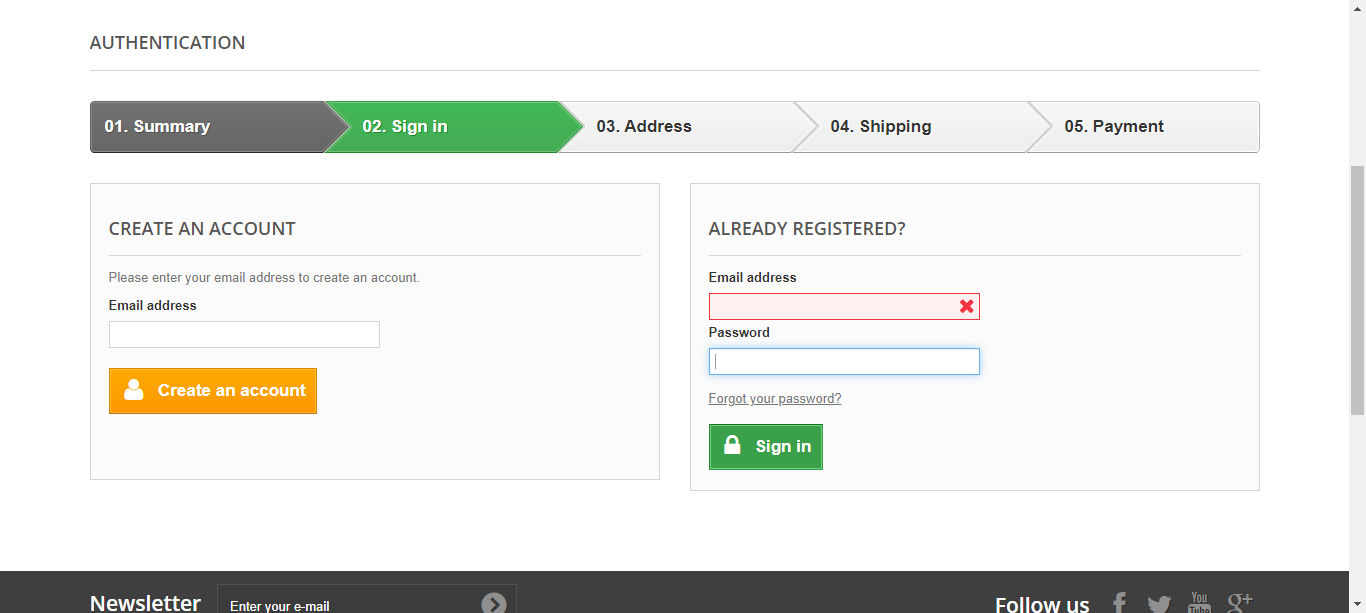 AUTHENTICATION
01. Summary
02. Sign in
03. Address
04. Shipping
05. Payment
CREATE AN ACCOUNT
Please enter your email address to create an account.
Email address
Create an account
ALREADY REGISTERED?
Email address
Password
Forgot your password?
Sign in
Newsletter
Enter your e-mail
Follow us
f
You
Tube
g+